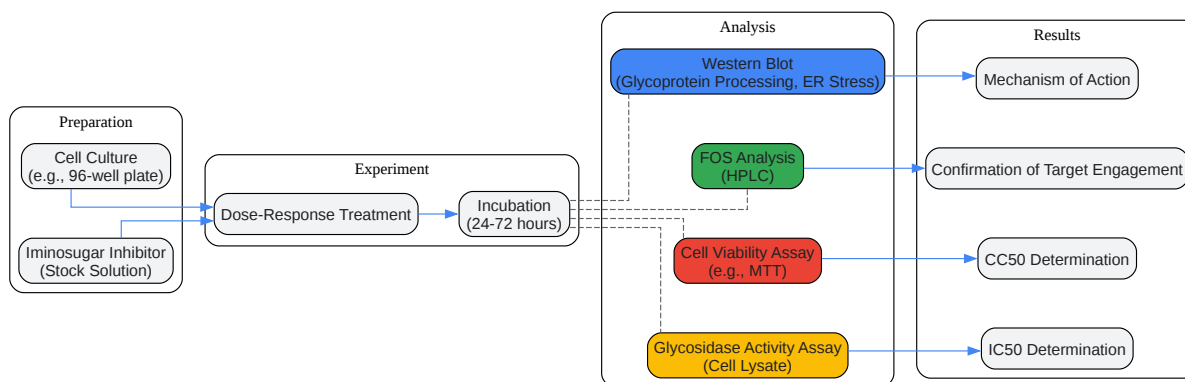 Preparation
Cell Culture
(e.g., 96-well plate)
Iminosugar Inhibitor
(Stock Solution)
Experiment
Dose-Response Treatment
Incubation
(24-72 hours)
Analysis
Western Blot
(Glycoprotein Processing, ER Stress)
FOS Analysis
(HPLC)
Cell Viability Assay
(e.g., MTT)
Glycosidase Activity Assay
(Cell Lysate)
Results
Mechanism of Action
Confirmation of Target Engagement
CC50 Determination
IC50 Determination